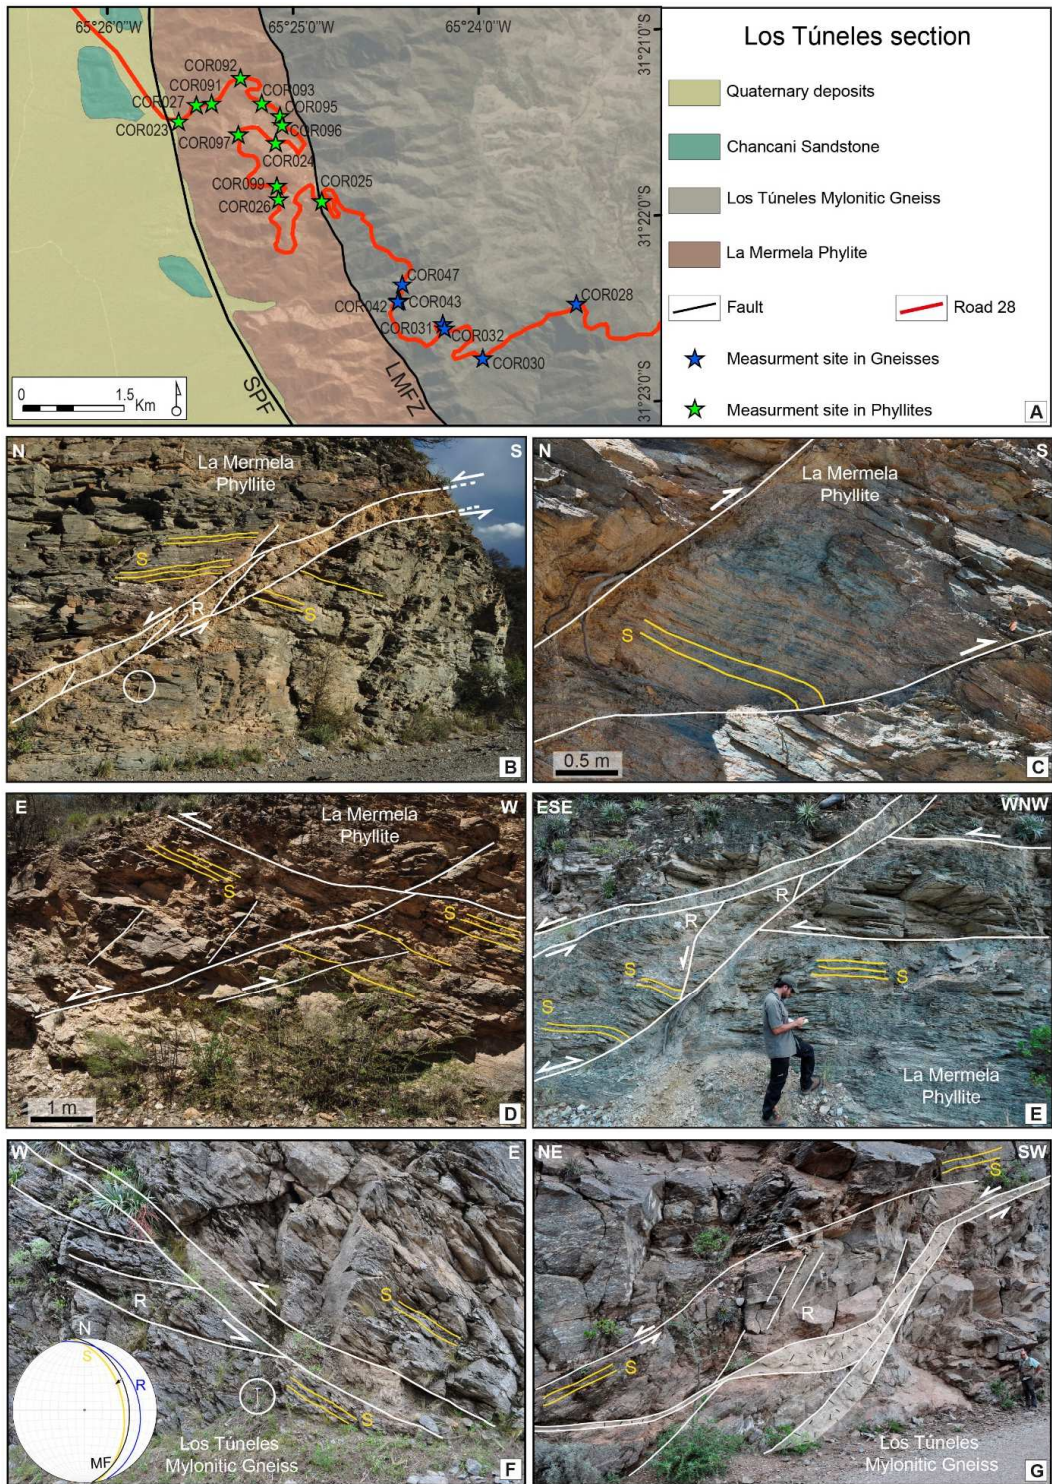 65°26'0"W
65°25'0"W
65°24'0"W
31°21'0"S
31°22'0"S
31°23'0"S
COR092
COR091
COR093
COR027
COR095
COR023
COR096
COR097
COR024
COR099
COR025
COR026
COR047
COR028
COR042
COR043
COR031
COR032
COR030
SPF
LMFZ
0
1.5
Km
Los Túneles section
Quaternary deposits
Chancani Sandstone
Los Túneles Mylonitic Gneiss
La Mermela Phylite
Fault
Road 28
Measurment site in Gneisses
Measurment site in Phyllites
A
N
S
La Mermela
Phyllite
S
R
S
B
N
S
La Mermela
Phyllite
S
0.5 m
C
E
W
La Mermela
Phyllite
S
S
1 m
D
ESE
WNW
R
R
S
S
S
La Mermela
Phyllite
E
W
E
R
S
S
N
S
R
MF
Los Túneles
Mylonitic Gneiss
F
NE
SW
S
R
S
Los Túneles
Mylonitic Gneiss
G